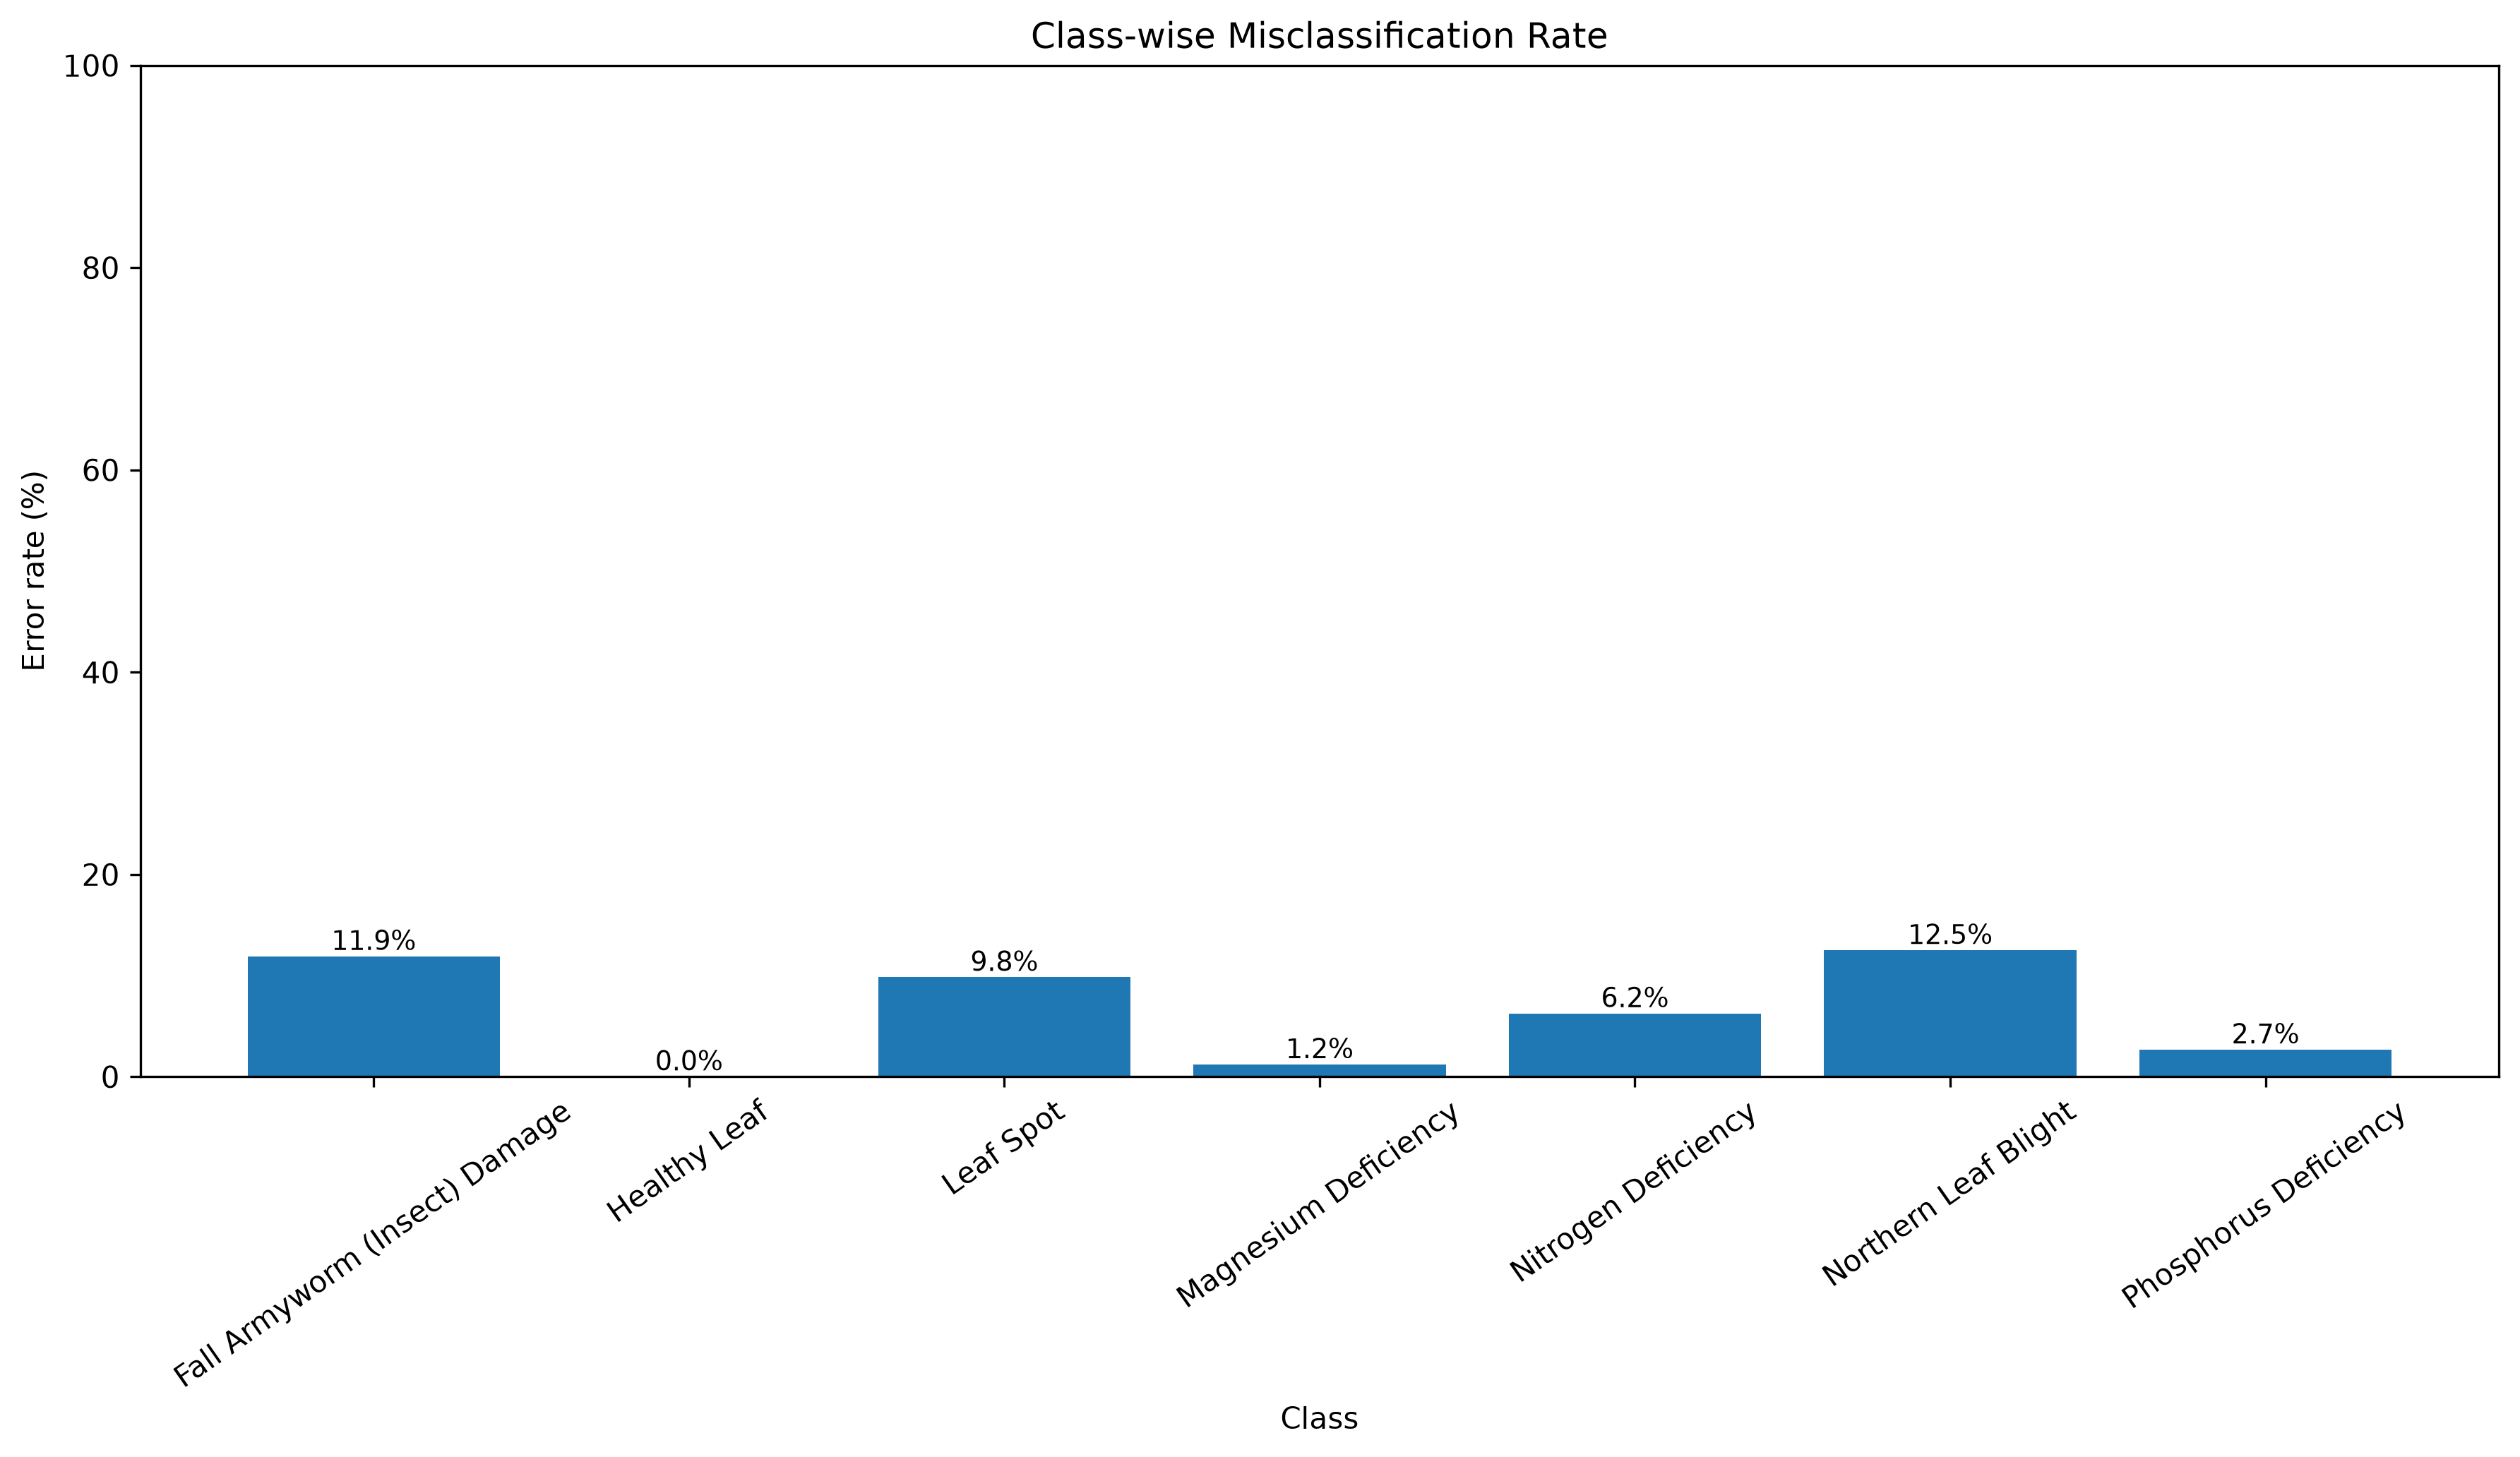 Class-wise Misclassification Rate
100
80
60
40
20
0
Error rate (%)
11.9%
0.0%
9.8%
1.2%
6.2%
12.5%
2.7%
Fall Armyworm (Insect) Damage
Healthy Leaf
Leaf Spot
Magnesium Deficiency
Nitrogen Deficiency
Northern Leaf Blight
Phosphorus Deficiency
Class